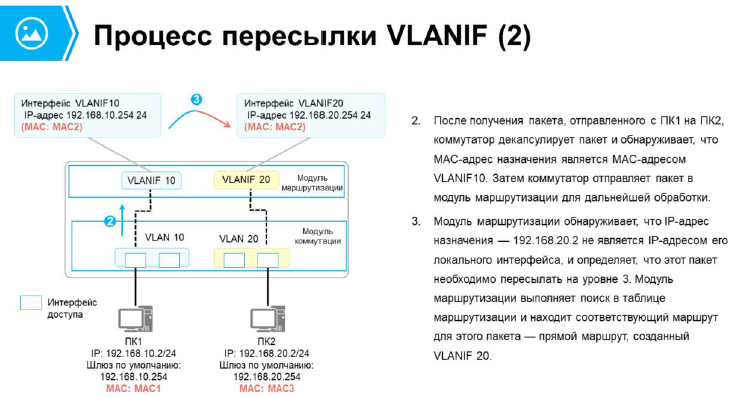 Процесс пересылки VLANIF (2)
Интерфейс VLANIF10
IP-адрес 192.168.10.254 24
(MAC: MAC2)
3
Интерфейс VLANIF20
IP-адрес 192.168.20.254 24
(MAC: MAC2)
VLANIF 10
VLANIF 20
Модуль
маршрутизации
2
VLAN 10
VLAN 20
Модуль
коммутации
Интерфейс
доступа
ПК1
IP: 192.168.10.2/24
Шлюз по умолчанию:
192.168.10.254
MAC: MAC1
ПК2
IP: 192.168.20.2/24
Шлюз по умолчанию:
192.168.20.254
MAC: MAC3
2. После получения пакета, отправленного с ПК1 на ПК2,
коммутатор декапсулирует пакет и обнаруживает, что
MAC-адрес назначения является MAC-адресом
VLANIF10. Затем коммутатор отправляет пакет в
модуль маршрутизации для дальнейшей обработки.
3. Модуль маршрутизации обнаруживает, что IP-адрес
назначения — 192.168.20.2 не является IP-адресом его
локального интерфейса, и определяет, что этот пакет
необходимо пересылать на уровне 3. Модуль
маршрутизации выполняет поиск в таблице
маршрутизации и находит соответствующий маршрут
для этого пакета — прямой маршрут, созданный
VLANIF 20.